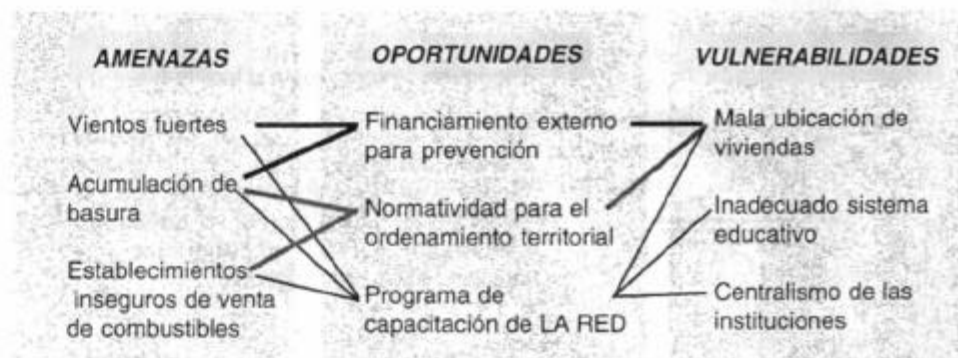 AMENAZAS
Vientos fuertes
Acumulación de
basura
Establecimientos
inseguros de venta
de combustibles
OPORTUNIDADES
Financiamiento externo
para prevención
Normatividad para el
ordenamiento territorial
Programa de
capacitación de LA RED
VULNERABILIDADES
Mala ubicación de
viviendas
Inadecuado sistema
educativo
Centralismo de las
instituciones